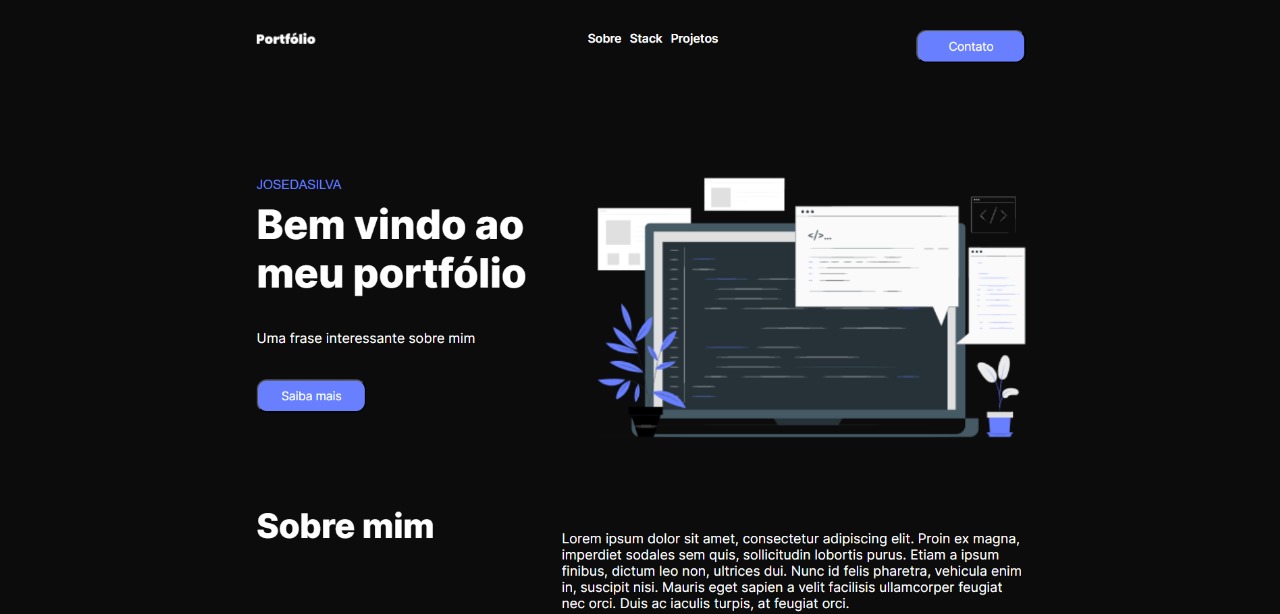 Portfólio
Sobre Stack Projetos
Contato
JOSEDASILVA
Bem vindo ao
meu portfólio
Uma frase interessante sobre mim
Saiba mais
</>...
</>
Sobre mim
Lorem ipsum dolor sit amet, consectetur adipiscing elit. Proin ex magna,
imperdiet sodales sem quis, sollicitudin lobortis purus. Etiam a ipsum
finibus, dictum leo non, ultrices dui. Nunc id felis pharetra, vehicula enim
in, suscipit nisi. Mauris eget sapien a velit facilisis ullamcorper feugiat
nec orci. Duis ac iaculis turpis, at feugiat orci.